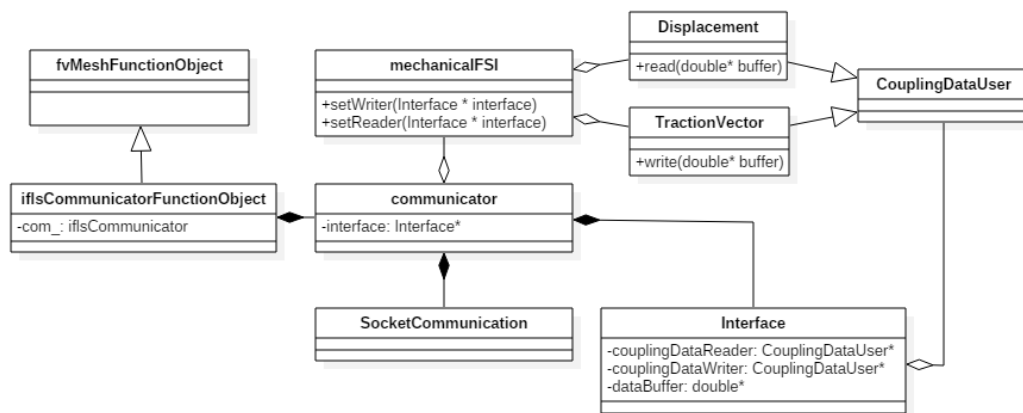 Displacement
+read(double* buffer)
fvMeshFunctionObject
mechanicalFSI
+setWriter(Interface * interface)
+setReader(Interface * interface)
CouplingDataUser
TractionVector
+write(double* buffer)
iflsCommunicatorFunctionObject
-com_: iflsCommunicator
communicator
-interface: Interface*
SocketCommunication
Interface
-couplingDataReader: CouplingDataUser*
-couplingDataWriter: CouplingDataUser*
-dataBuffer: double*